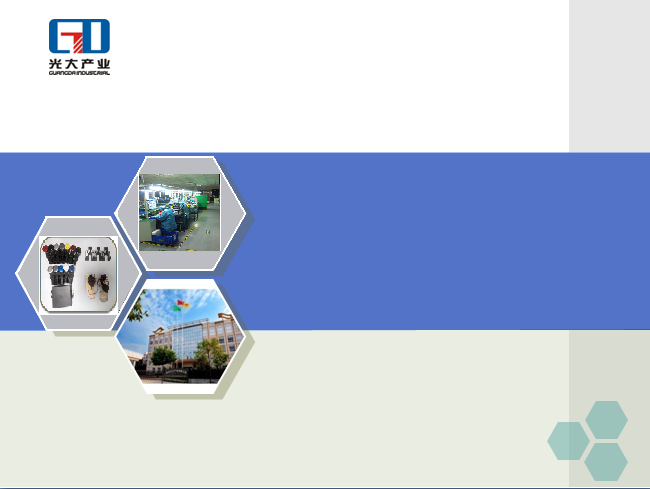 光大产业
GUANGDA INDUSTRIAL